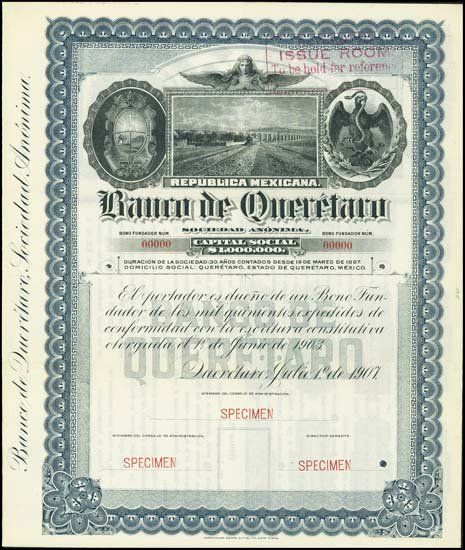 ISSUE ROOM
To be held for reference
REPUBLICA MEXICANA.
Banco de Querétaro
SOCIEDAD ANÓNIMA.
BONO FUNDADOR NUM. BONO FUNDADOR NUM.
00000 CAPITAL SOCIAL 00000
$1.000.000.
DURACIÓN DE LA SOCIEDAD: 30 AÑOS CONTADOS DESDE 19 DE MARZO DE 1897.
DOMICILIO SOCIAL: QUERÉTARO, ESTADO DE QUERÉTARO, MÉXICO.
El portador es dueño de un Bono Fun-
dador de los mil quinientos expedidos de
conformidad con la escritura constitutiva
otorgada el 1º de Junio de 1903.
QUERETARO
Querétaro, Julio 1º de 1907.
MIEMBRO DEL CONSEJO DE ADMINISTRACIÓN.
SPECIMEN
MIEMBRO DEL CONSEJO DE ADMINISTRACIÓN. DIRECTOR GERENTE.
SPECIMEN SPECIMEN
Banco de Querétaro, Sociedad Anónima.